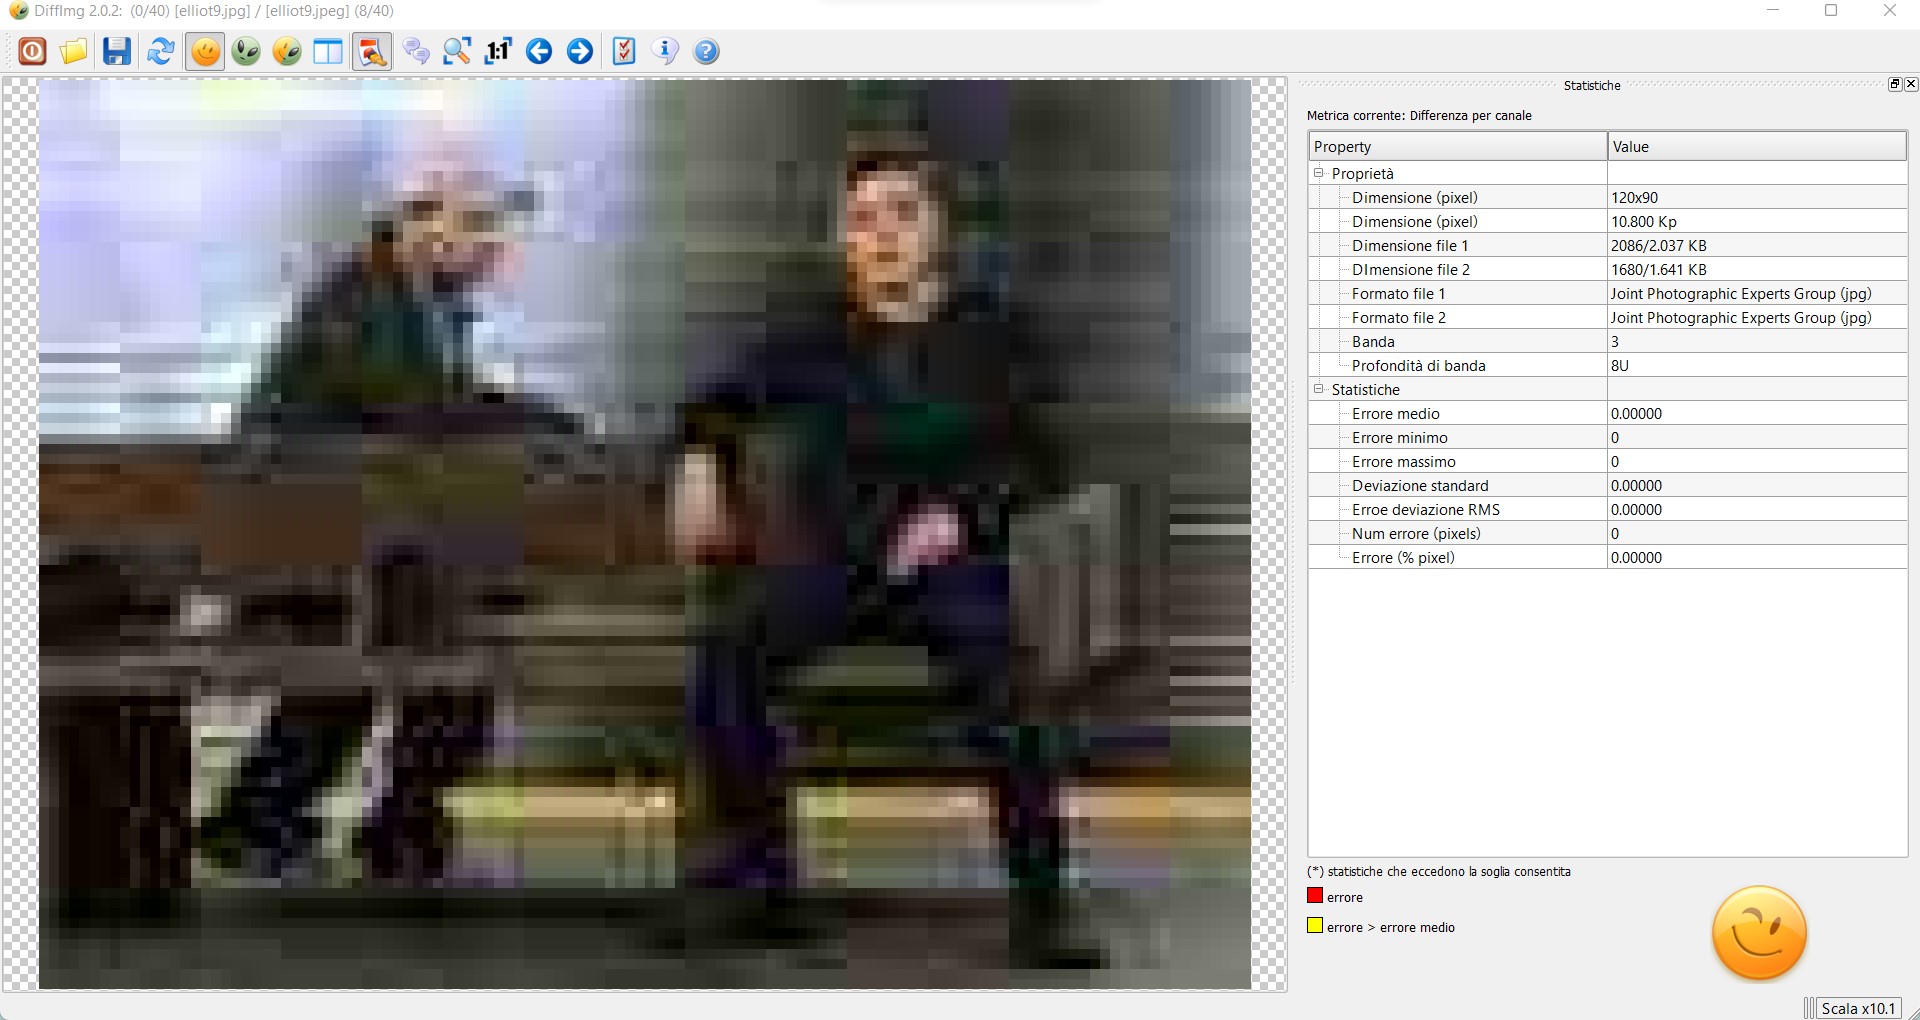 DiffImg 2.0.2: (0/40) [elliot9.jpg] / [elliot9.jpeg] (8/40)
1:1
Statistiche
Metrica corrente: Differenza per canale
Property Value
Proprietà
Dimensione (pixel) 120x90
Dimensione (pixel) 10.800 Kp
Dimensione file 1 2086/2.037 KB
DImensione file 2 1680/1.641 KB
Formato file 1 Joint Photographic Experts Group (jpg)
Formato file 2 Joint Photographic Experts Group (jpg)
Banda 3
Profondità di banda 8U
Statistiche
Errore medio 0.00000
Errore minimo 0
Errore massimo 0
Deviazione standard 0.00000
Erroe deviazione RMS 0.00000
Num errore (pixels) 0
Errore (% pixel) 0.00000
(*) statistiche che eccedono la soglia consentita
errore
errore > errore medio
Scala x10.1